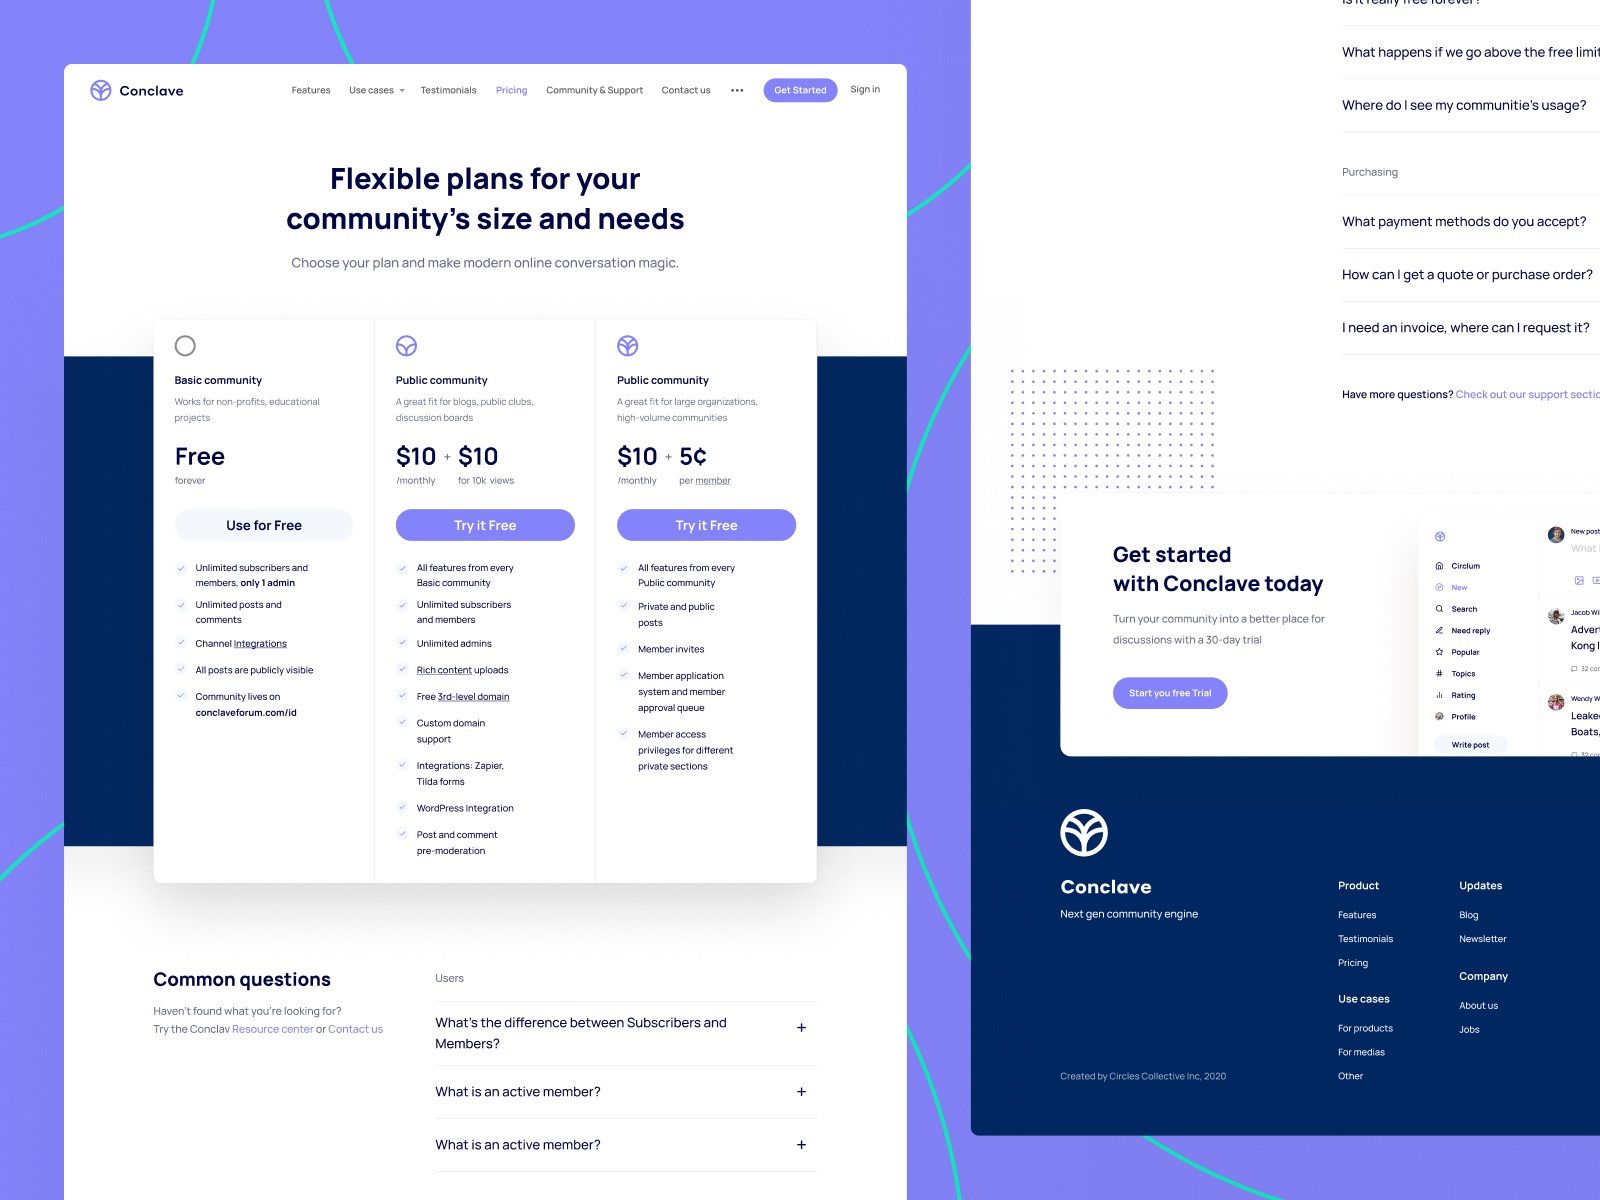 Conclave
Features
Use cases
Testimonials
Pricing
Community & Support
Contact us
Get Started
Sign in
Flexible plans for your
community's size and needs
Choose your plan and make modern online conversation magic.
Basic community
Works for non-profits, educational
projects
Free
forever
Use for Free
Unlimited subscribers and
members, only 1 admin
Unlimited posts and
comments
Channel integrations
All posts are publicly visible
Community lives on
conclaveforum.com/id
Public community
A great fit for blogs, public clubs,
discussion boards
$10 + $10
/monthly for 10k views
Try it Free
All features from every
Basic community
Unlimited subscribers
and members
Unlimited admins
Rich content uploads
Free 3rd-level domain
Custom domain
support
Integrations: Zapier,
Tilda forms
WordPress Integration
Post and comment
pre-moderation
Public community
A great fit for large organizations,
high-volume communities
$10 + 5¢
/monthly per member
Try it Free
All features from every
Public community
Private and public
posts
Member invites
Member application
system and member
approval queue
Member access
privileges for different
private sections
Common questions
Haven't found what you're looking for?
Try the Conclav Resource center or Contact us
Users
What's the difference between Subscribers and
Members?
What is an active member?
What is an active member?
Is it really free forever?
What happens if we go above the free limit
Where do I see my communitie's usage?
Purchasing
What payment methods do you accept?
How can I get a quote or purchase order?
I need an invoice, where can I request it?
Have more questions? Check out our support sectio
Get started
with Conclave today
Turn your community into a better place for
discussions with a 30-day trial
Start you free Trial
Circlum
New
Search
Need reply
Popular
Topics
Rating
Profile
Write post
New post
What i
Jacob Wi
Advert
Kong I
32 con
Wendy W
Leaked
Boats,
32 con
Conclave
Next gen community engine
Created by Circles Collective Inc, 2020
Product
Features
Testimonials
Pricing
Use cases
For products
For medias
Other
Updates
Blog
Newsletter
Company
About us
Jobs